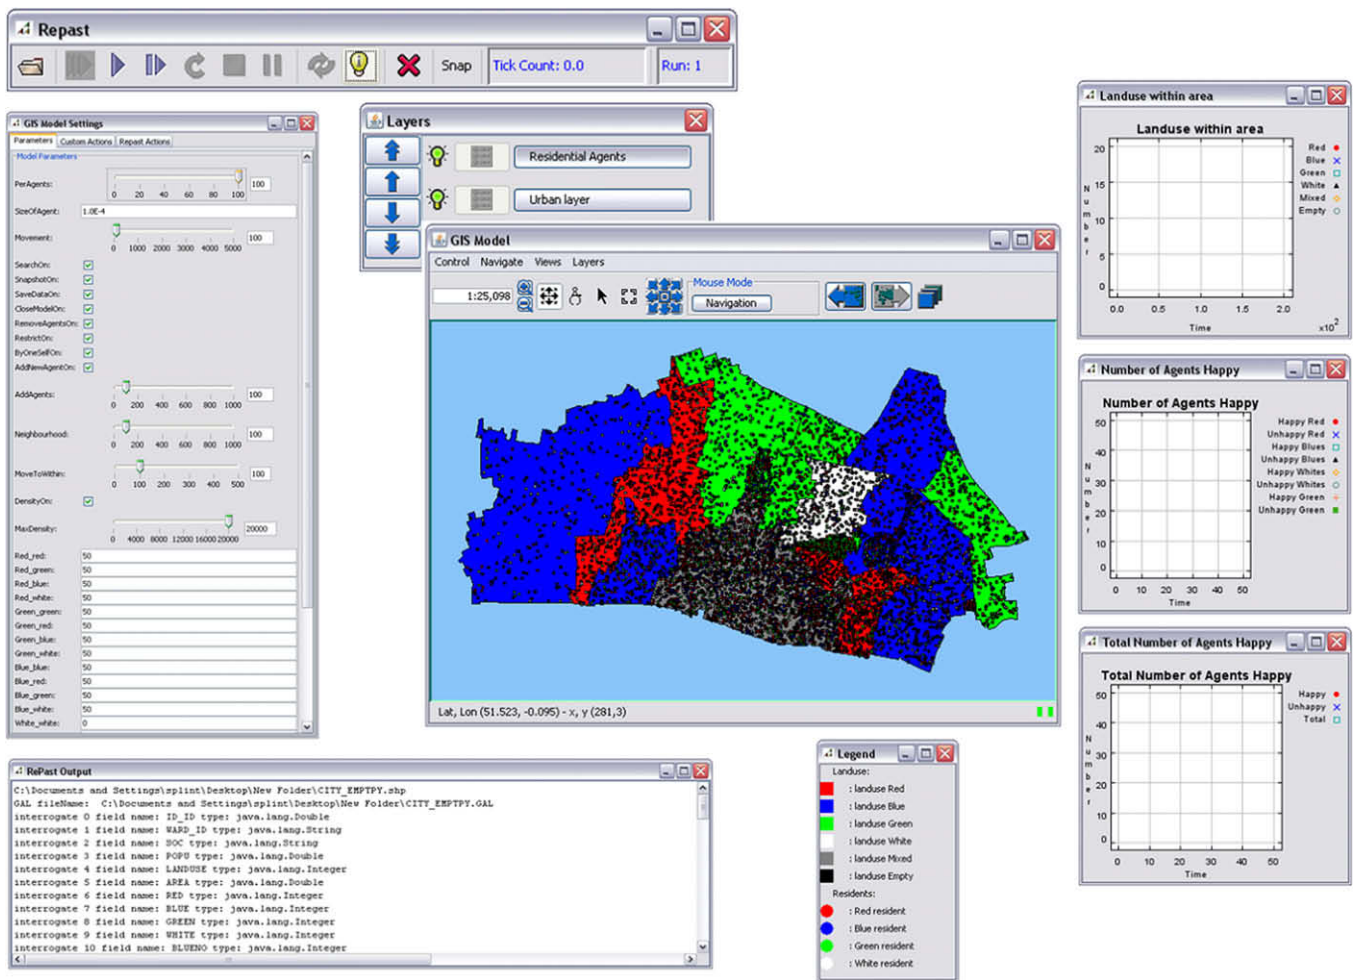 Repast
Snap
Tick Count: 0.0
Run: 1
GIS Model Settings
Parameters Custom Actions Repast Actions
Model Parameters
PerAgents:
100
0 20 40 60 80 100
SizeOfAgent: 1.0E-4
Movement:
100
0 1000 2000 3000 4000 5000
SearchOn:
SnapshotOn:
SaveDataOn:
CloseModelOn:
RemoveAgentsOn:
RestrictOn:
ByOneSelfOn:
AddNewAgentOn:
AddAgents:
100
0 200 400 600 800 1000
Neighbourhood:
100
0 200 400 600 800 1000
MoveToWithin:
100
0 100 200 300 400 500
DensityOn:
MaxDensity:
20000
0 4000 8000 12000 16000 20000
Red_red: 50
Red_green: 50
Red_blue: 50
Red_white: 50
Green_green: 50
Green_red: 50
Green_blue: 50
Green_white: 50
Blue_blue: 50
Blue_red: 50
Blue_green: 50
Blue_white: 50
White_white: 0
Layers
Residential Agents
Urban layer
GIS Model
Control Navigate Views Layers
1:25,098
Mouse Mode
Navigation
Lat, Lon (51.523, -0.095) - x, y (281,3)
Landuse within area
Landuse within area
Number
20
15
10
5
0
0.0 0.5 1.0 1.5 2.0
Time
x10²
Red
Blue
Green
White
Mixed
Empty
Number of Agents Happy
Number of Agents Happy
Number
50
40
30
20
10
0
0 10 20 30 40 50
Time
Happy Red
Unhappy Red
Happy Blues
Unhappy Blues
Happy Whites
Unhappy Whites
Happy Green
Unhappy Green
Total Number of Agents Happy
Total Number of Agents Happy
Number
50
40
30
20
10
0
0 10 20 30 40 50
Time
Happy
Unhappy
Total
RePast Output
C:\Documents and Settings\splint\Desktop\New Folder\CITY_EMPTPY.shp
GAL fileName: C:\Documents and Settings\splint\Desktop\New Folder\CITY_EMPTPY.GAL
interrogate 0 field name: ID_ID type: java.lang.Double
interrogate 1 field name: WARD_ID type: java.lang.String
interrogate 2 field name: SOC type: java.lang.String
interrogate 3 field name: POPU type: java.lang.Double
interrogate 4 field name: LANDUSE type: java.lang.Integer
interrogate 5 field name: AREA type: java.lang.Double
interrogate 6 field name: RED type: java.lang.Integer
interrogate 7 field name: BLUE type: java.lang.Integer
interrogate 8 field name: GREEN type: java.lang.Integer
interrogate 9 field name: WHITE type: java.lang.Integer
interrogate 10 field name: BLUENO type: java.lang.Integer
Legend
Landuse:
: landuse Red
: landuse Blue
: landuse Green
: landuse White
: landuse Mixed
: landuse Empty
Residents:
: Red resident
: Blue resident
: Green resident
: White resident